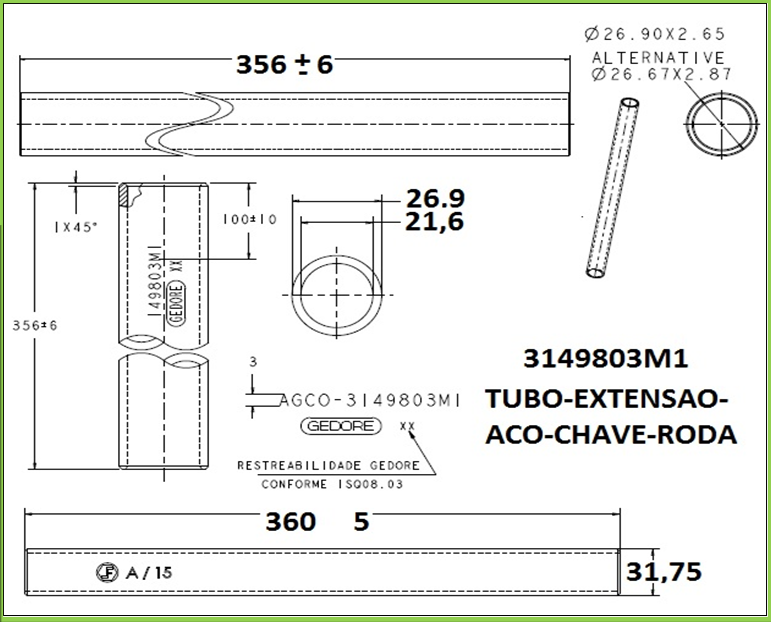 356 ± 6
Ø26.90X2.65
ALTERNATIVE
Ø26.67X2.87
1X45°
100±10
149803M1
XX
GEDORE
356±6
26.9
21,6
3
AGCO-3149803M1
GEDORE XX
RESTREABILIDADE GEDORE
CONFORME ISQ08.03
3149803M1
TUBO-EXTENSAO-
ACO-CHAVE-RODA
360 5
A/15
31,75